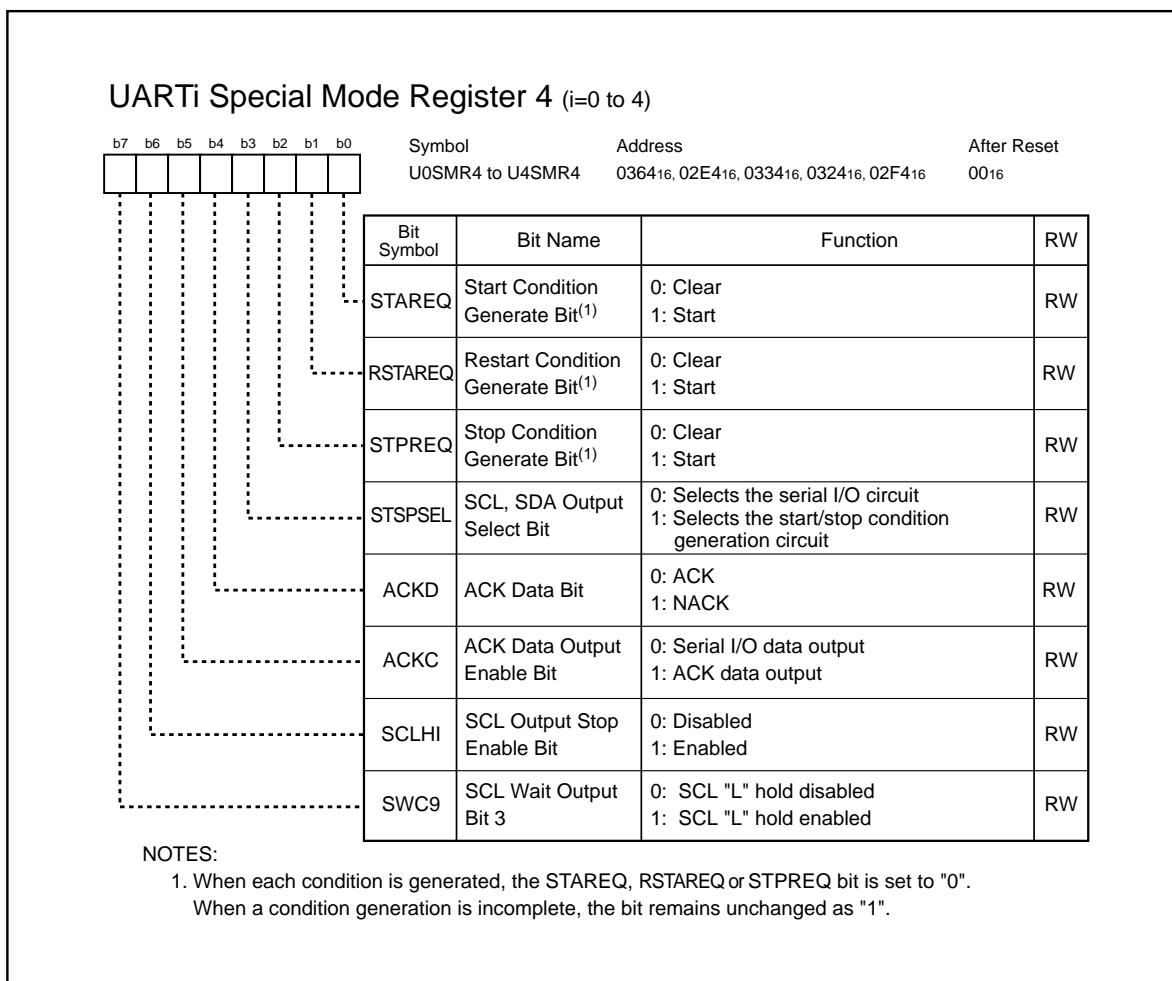 UARTi Special Mode Register 4 (i=0 to 4)
b7 b6 b5 b4 b3 b2 b1 b0
Symbol Address After Reset
U0SMR4 to U4SMR4 036416, 02E416, 033416, 032416, 02F416 0016
Bit Symbol Bit Name Function RW
STAREQ Start Condition Generate Bit(1) 0: Clear 1: Start RW
RSTAREQ Restart Condition Generate Bit(1) 0: Clear 1: Start RW
STPREQ Stop Condition Generate Bit(1) 0: Clear 1: Start RW
STSPSEL SCL, SDA Output Select Bit 0: Selects the serial I/O circuit 1: Selects the start/stop condition generation circuit RW
ACKD ACK Data Bit 0: ACK 1: NACK RW
ACKC ACK Data Output Enable Bit 0: Serial I/O data output 1: ACK data output RW
SCLHI SCL Output Stop Enable Bit 0: Disabled 1: Enabled RW
SWC9 SCL Wait Output Bit 3 0: SCL "L" hold disabled 1: SCL "L" hold enabled RW
NOTES:
1. When each condition is generated, the STAREQ, RSTAREQ or STPREQ bit is set to "0".
When a condition generation is incomplete, the bit remains unchanged as "1".